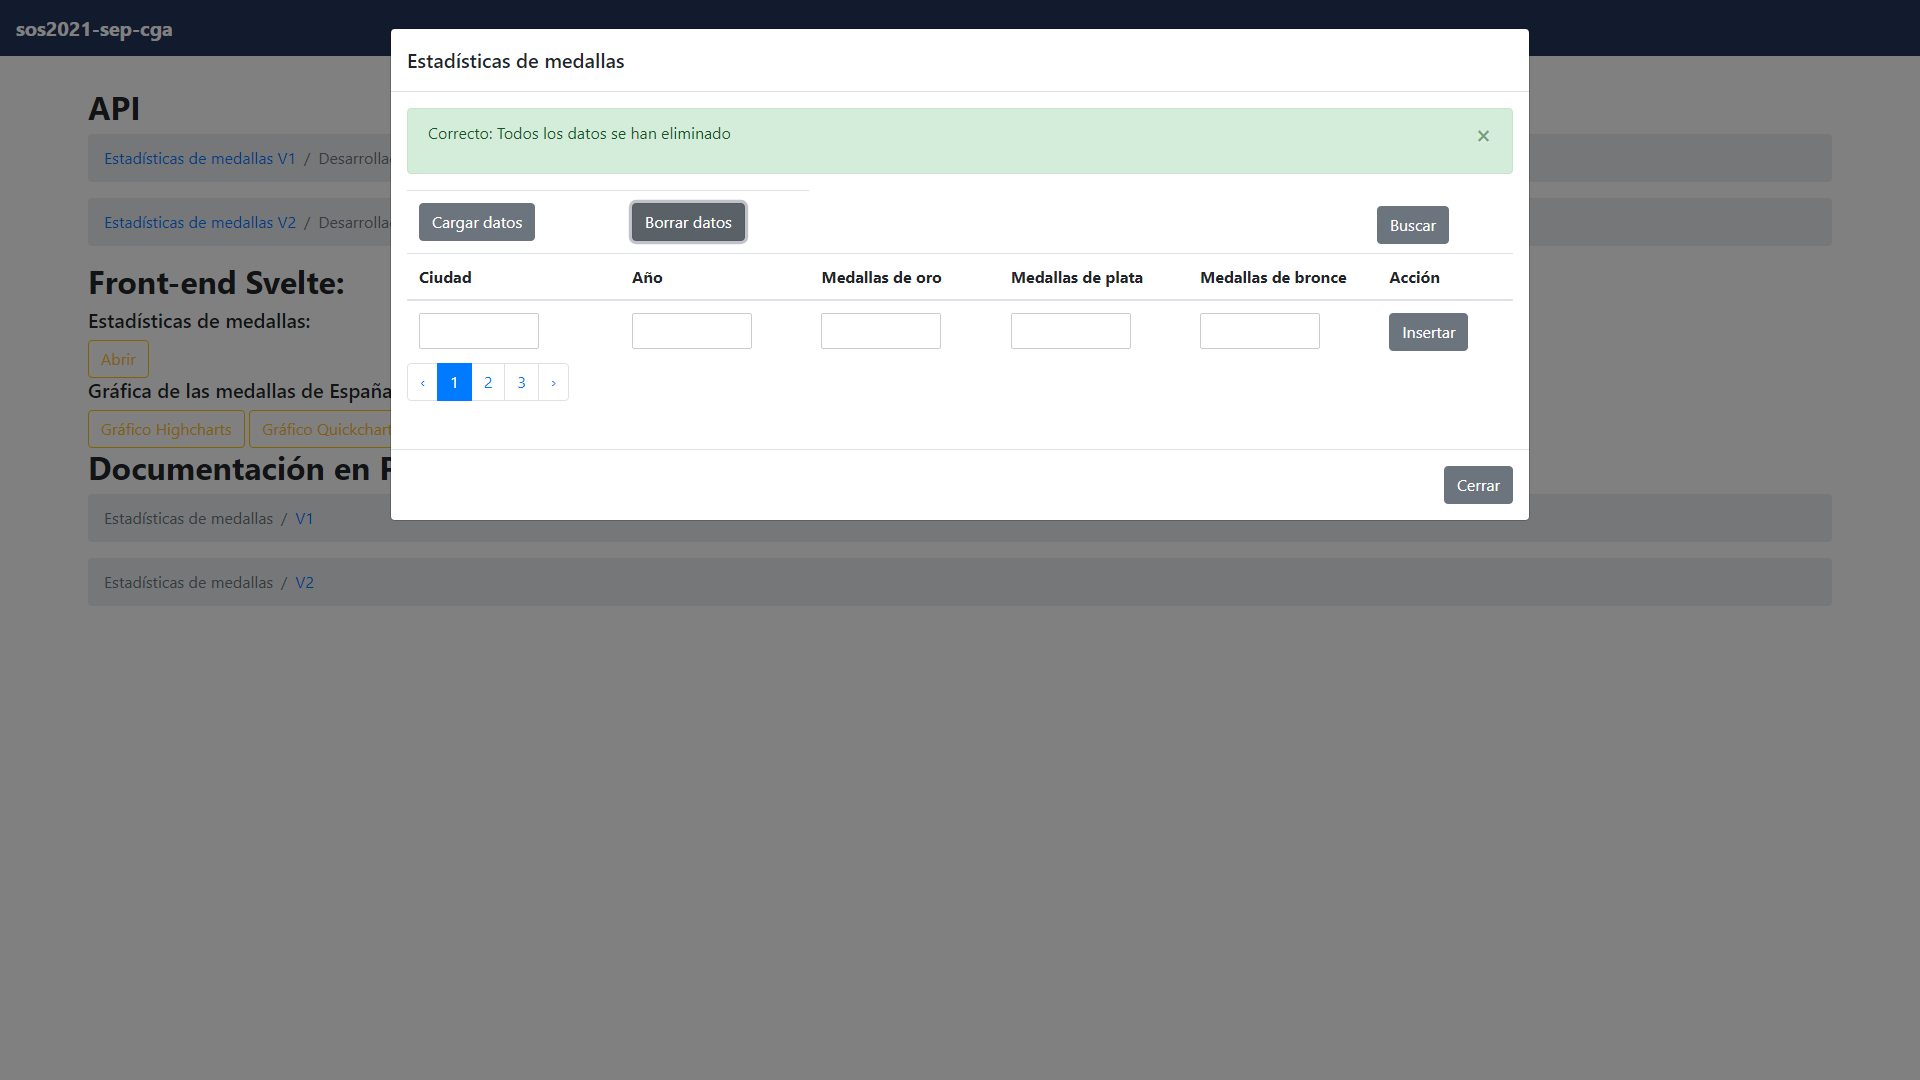 sos2021-sep-cga
Estadísticas de medallas
API
Correcto: Todos los datos se han eliminado ×
Estadísticas de medallas V1 /
Cargar datos Borrar datos Buscar
Estadísticas de medallas V2 /
Ciudad Año Medallas de oro Medallas de plata Medallas de bronce Acción
Front-end Svelte:
Estadísticas de medallas:
Insertar
Abrir
‹ 1 2 3 ›
Gráfica de las medallas de España
Gráfico Highcharts Gráfico Quickchart
Documentación en
Cerrar
Estadísticas de medallas / V1
Estadísticas de medallas / V2